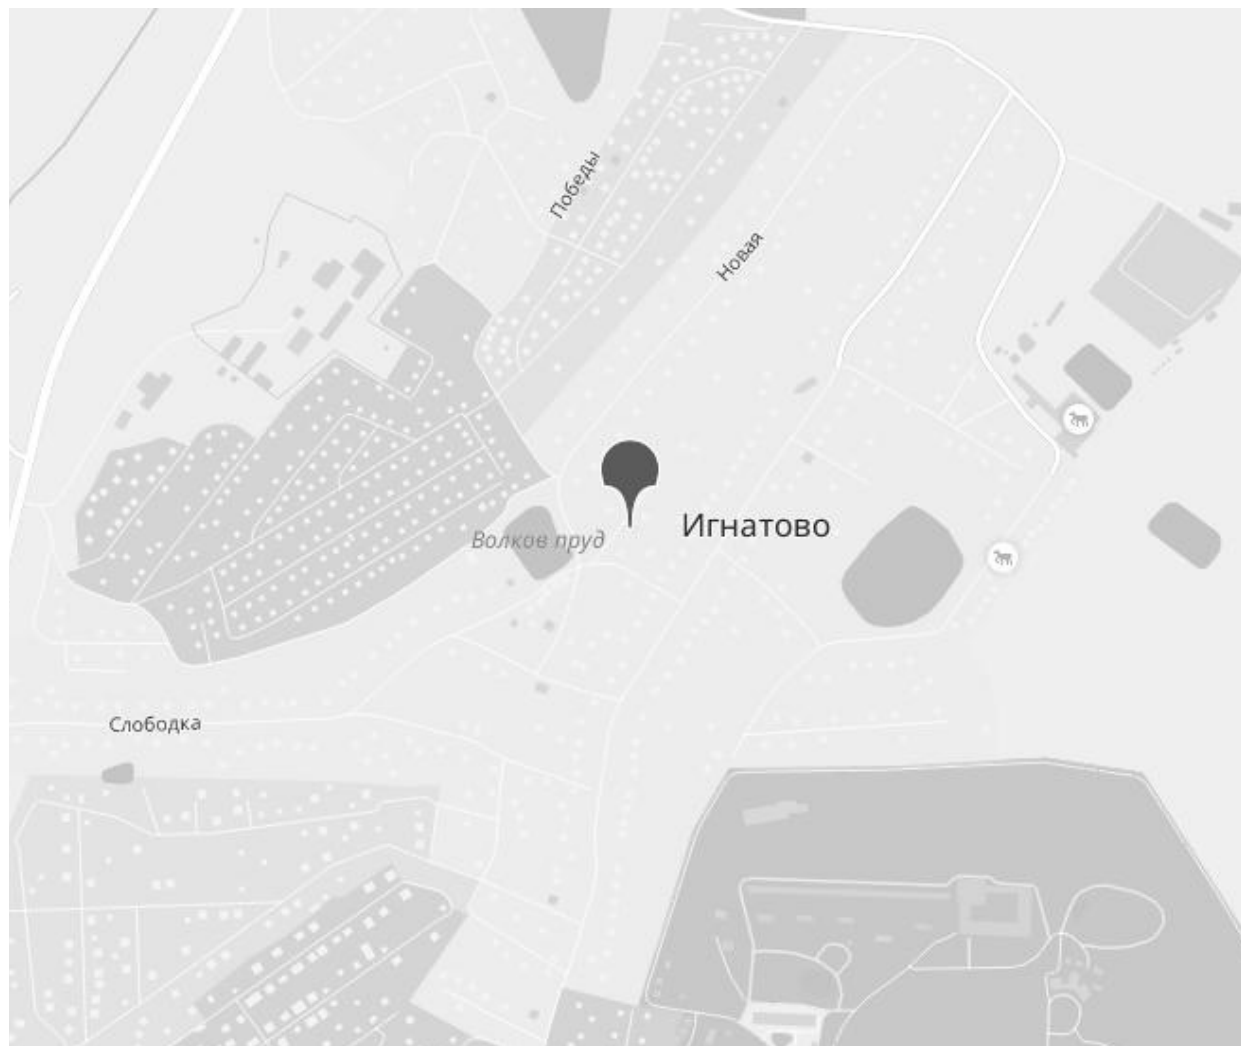 Победы
Новая
Игнатово
Волков пруд
Слободка